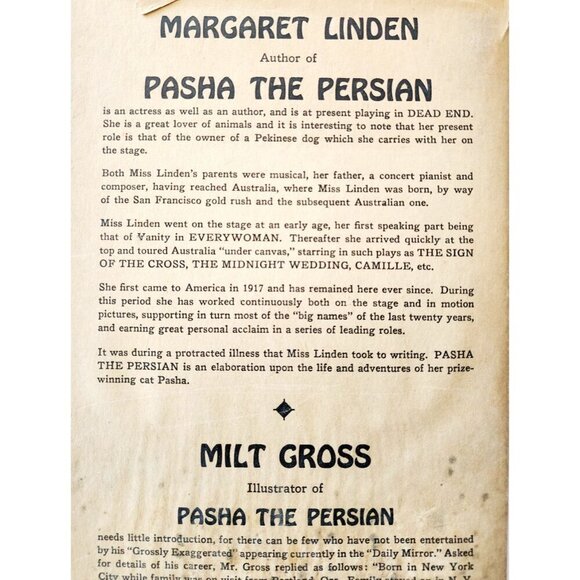 MARGARET LINDEN
Author of
PASHA THE PERSIAN
is an actress as well as an author, and is at present playing in DEAD END.
She is a great lover of animals and it is interesting to note that her present
role is that of the owner of a Pekinese dog which she carries with her on
the stage.
Both Miss Linden's parents were musical, her father, a concert pianist and
composer, having reached Australia, where Miss Linden was born, by way
of the San Francisco gold rush and the subsequent Australian one.
Miss Linden went on the stage at an early age, her first speaking part being
that of Vanity in EVERYWOMAN. Thereafter she arrived quickly at the
top and toured Australia "under canvas," starring in such plays as THE SIGN
OF THE CROSS, THE MIDNIGHT WEDDING, CAMILLE, etc.
She first came to America in 1917 and has remained here ever since. During
this period she has worked continuously both on the stage and in motion
pictures, supporting in turn most of the "big names" of the last twenty years,
and earning great personal acclaim in a series of leading roles.
It was during a protracted illness that Miss Linden took to writing. PASHA
THE PERSIAN is an elaboration upon the life and adventures of her prize-
winning cat Pasha.
MILT GROSS
Illustrator of
PASHA THE PERSIAN
needs little introduction, for there can be few who have not been entertained
by his "Grossly Exaggerated" appearing currently in the "Daily Mirror." Asked
for details of his career, Mr. Gross replied as follows: "Born in New York
City while family was on visit from